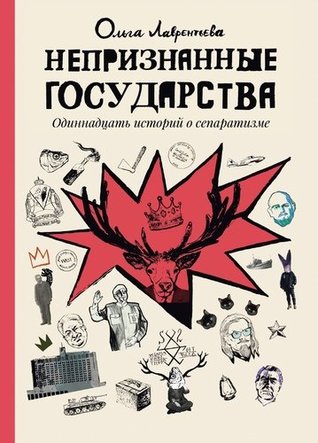 Ольга Лаврентьева
НЕПРИЗНАННЫЕ
ГОСУДАРСТВА
Одиннадцать историй о сепаратизме